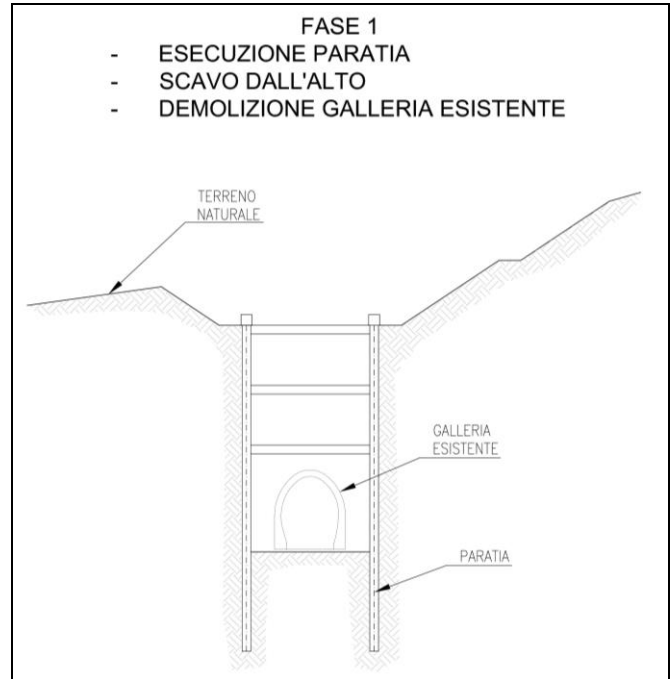 FASE 1
- ESECUZIONE PARATIA
- SCAVO DALL'ALTO
- DEMOLIZIONE GALLERIA ESISTENTE
TERRENO
NATURALE
GALLERIA
ESISTENTE
PARATIA